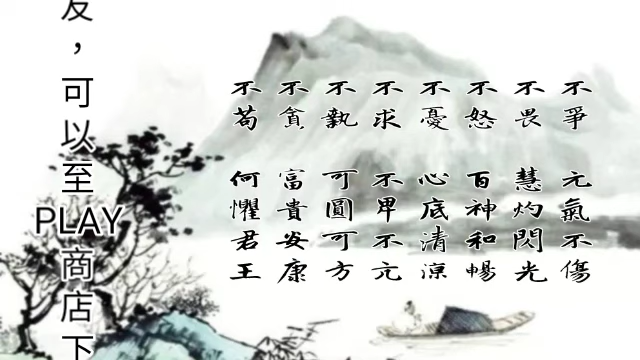 不爭 元氣不傷
不畏 慧灼閃光
不怒 百神和暢
不憂 心底清涼
不求 不卑不亢
不執 可圓可方
不貪 富貴安康
不苟 何懼君王
，可以至PLAY商店下